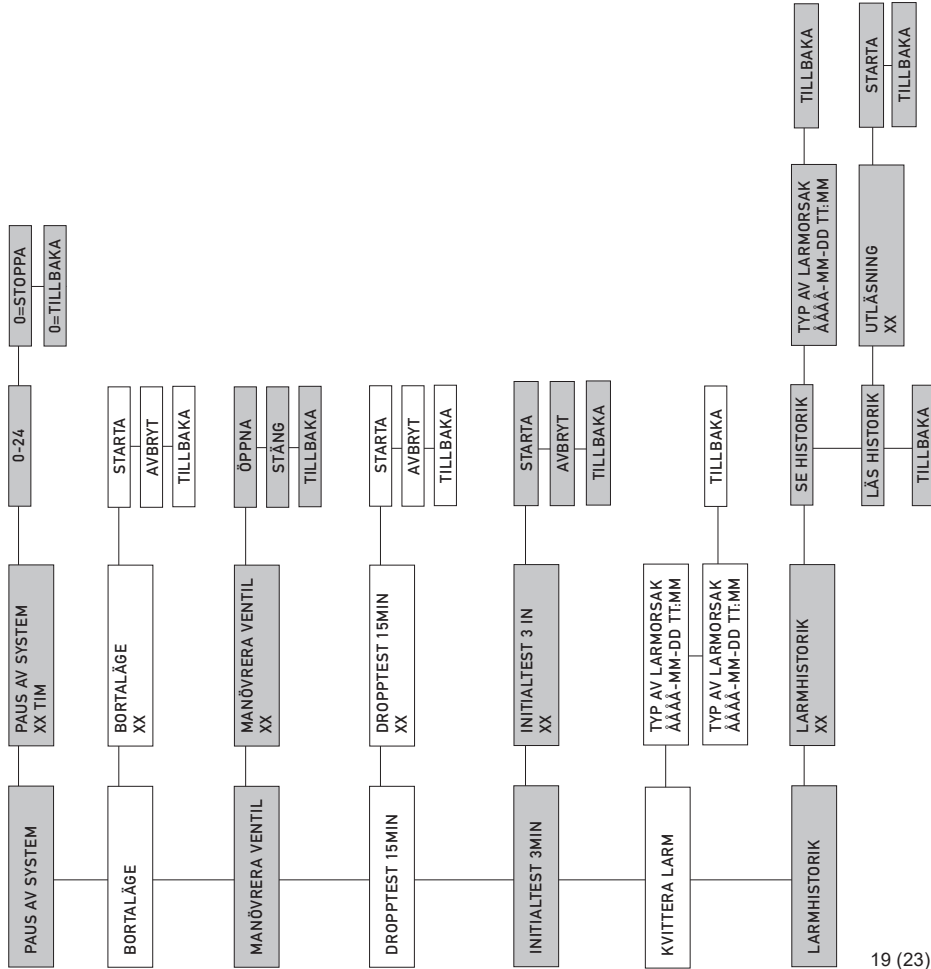 PAUS AV SYSTEM
PAUS AV SYSTEM
XX TIM
0-24
0=STOPPA
0=TILLBAKA
BORTALÄGE
BORTALÄGE
XX
STARTA
AVBRYT
TILLBAKA
MANÖVRERA VENTIL
MANÖVRERA VENTIL
XX
ÖPPNA
STÄNG
TILLBAKA
DROPPTEST 15MIN
DROPPTEST 15MIN
XX
STARTA
AVBRYT
TILLBAKA
INITIALTEST 3MIN
INITIALTEST 3 IN
XX
STARTA
AVBRYT
TILLBAKA
KVITTERA LARM
TYP AV LARMORSAK
ÅÅÅÅ-MM-DD TT:MM
TYP AV LARMORSAK
ÅÅÅÅ-MM-DD TT:MM
TILLBAKA
LARMHISTORIK
LARMHISTORIK
XX
SE HISTORIK
TYP AV LARMORSAK
ÅÅÅÅ-MM-DD TT:MM
TILLBAKA
LÄS HISTORIK
UTLÄSNING
XX
STARTA
TILLBAKA
TILLBAKA
19 (23)